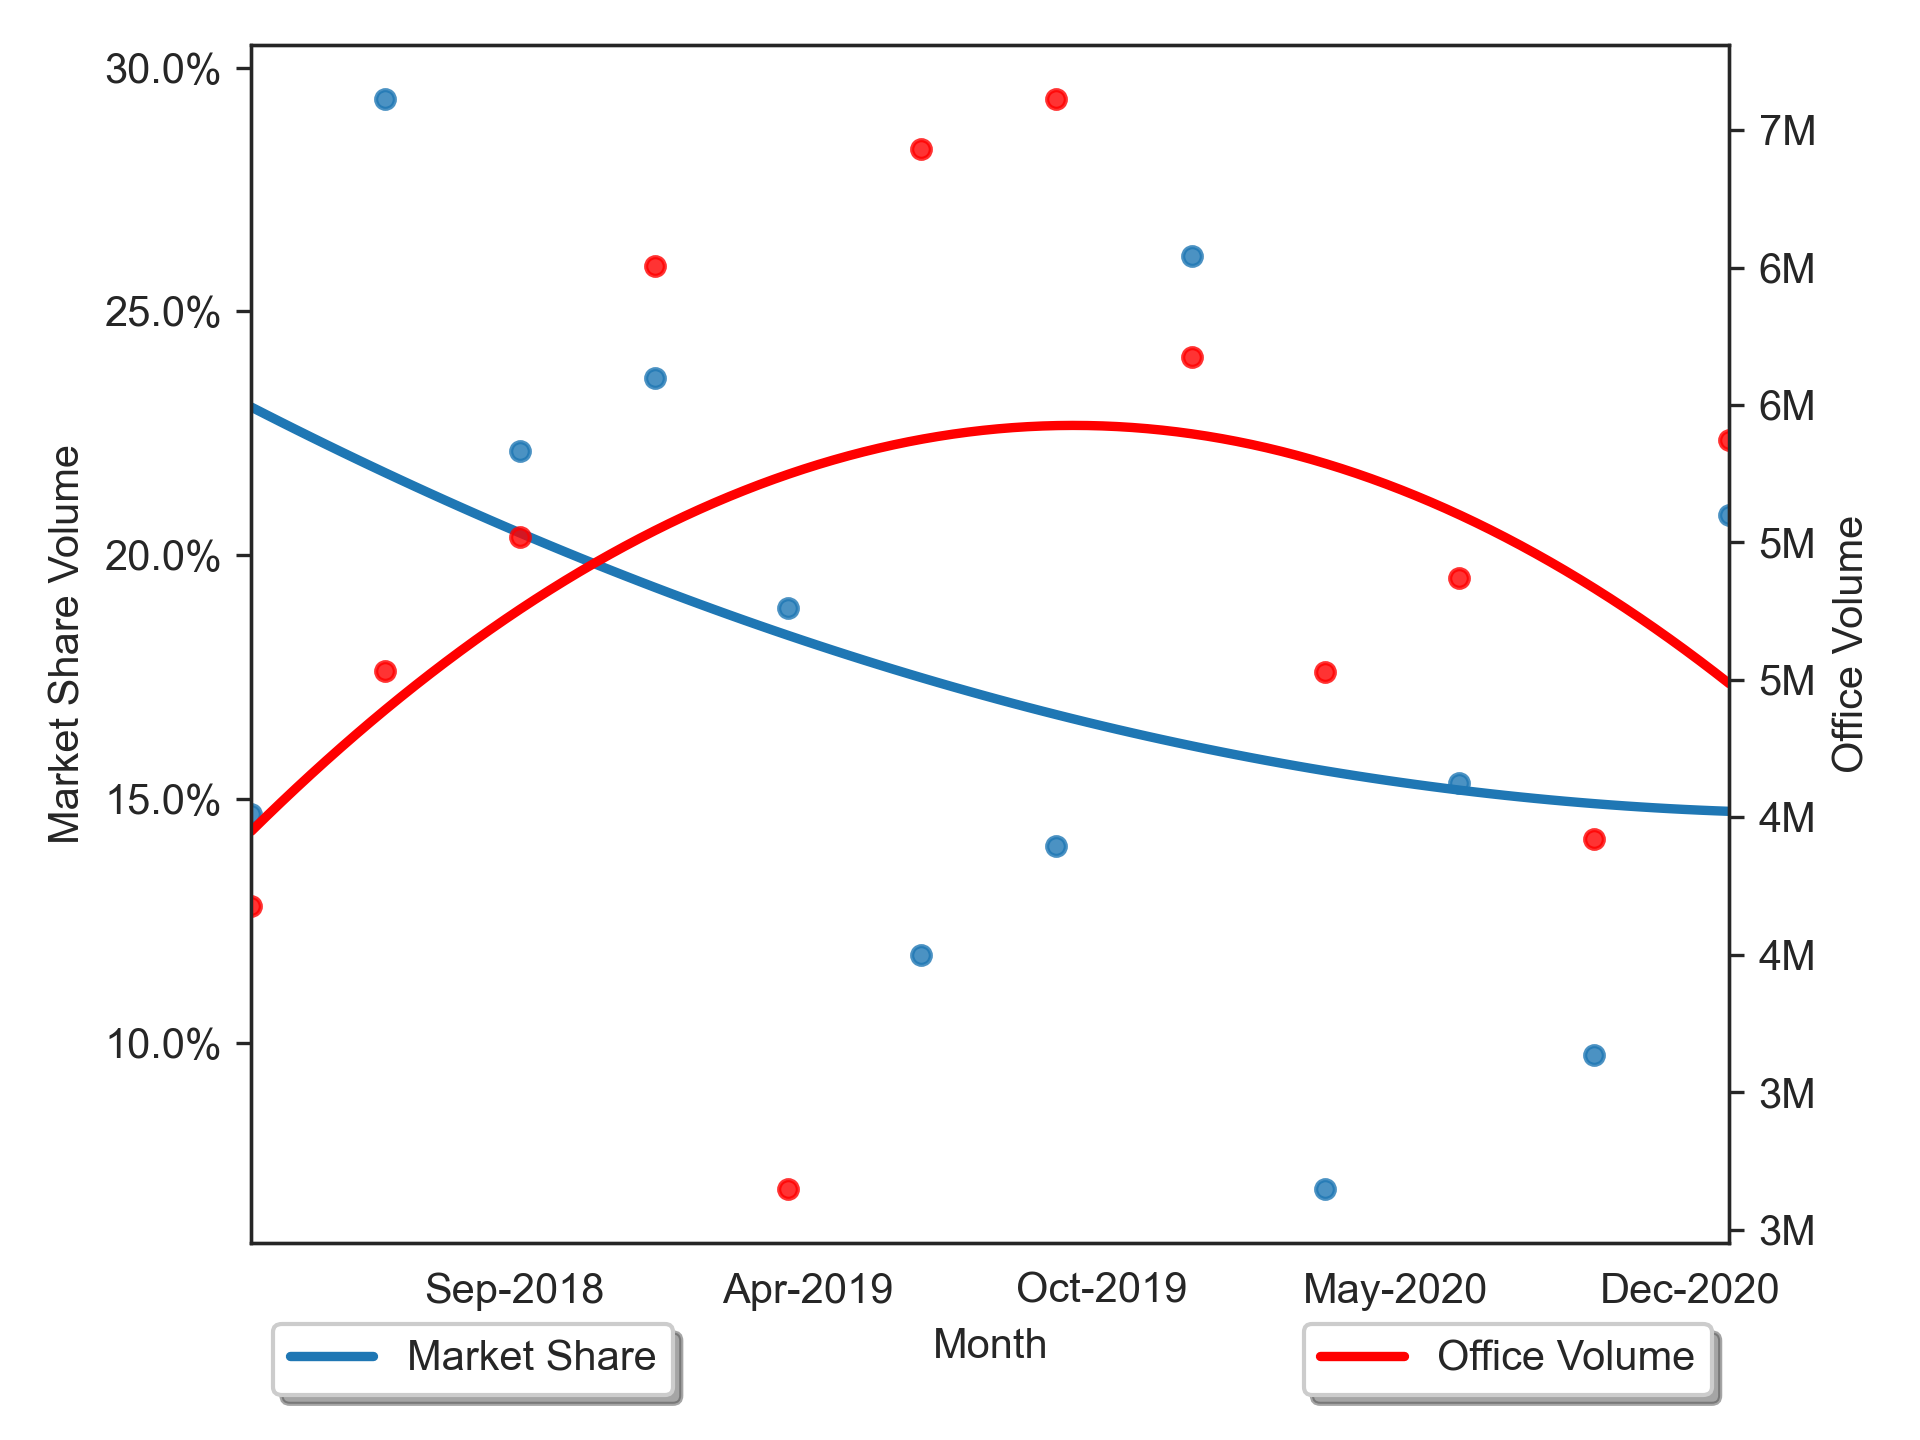 30.0%
25.0%
20.0%
15.0%
10.0%
Market Share Volume
7M
6M
6M
5M
5M
4M
4M
3M
3M
Office Volume
Sep-2018
Apr-2019
Oct-2019
May-2020
Dec-2020
Month
Market Share
Office Volume